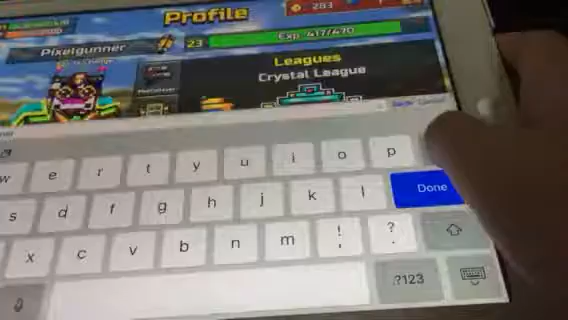 Profile
283
Pixelgunner
23
Exp 417/470
Leagues
Crystal League
w e r t y u i o p
s d f g h j k l Done
x c v b n m ! , ? .
.?123